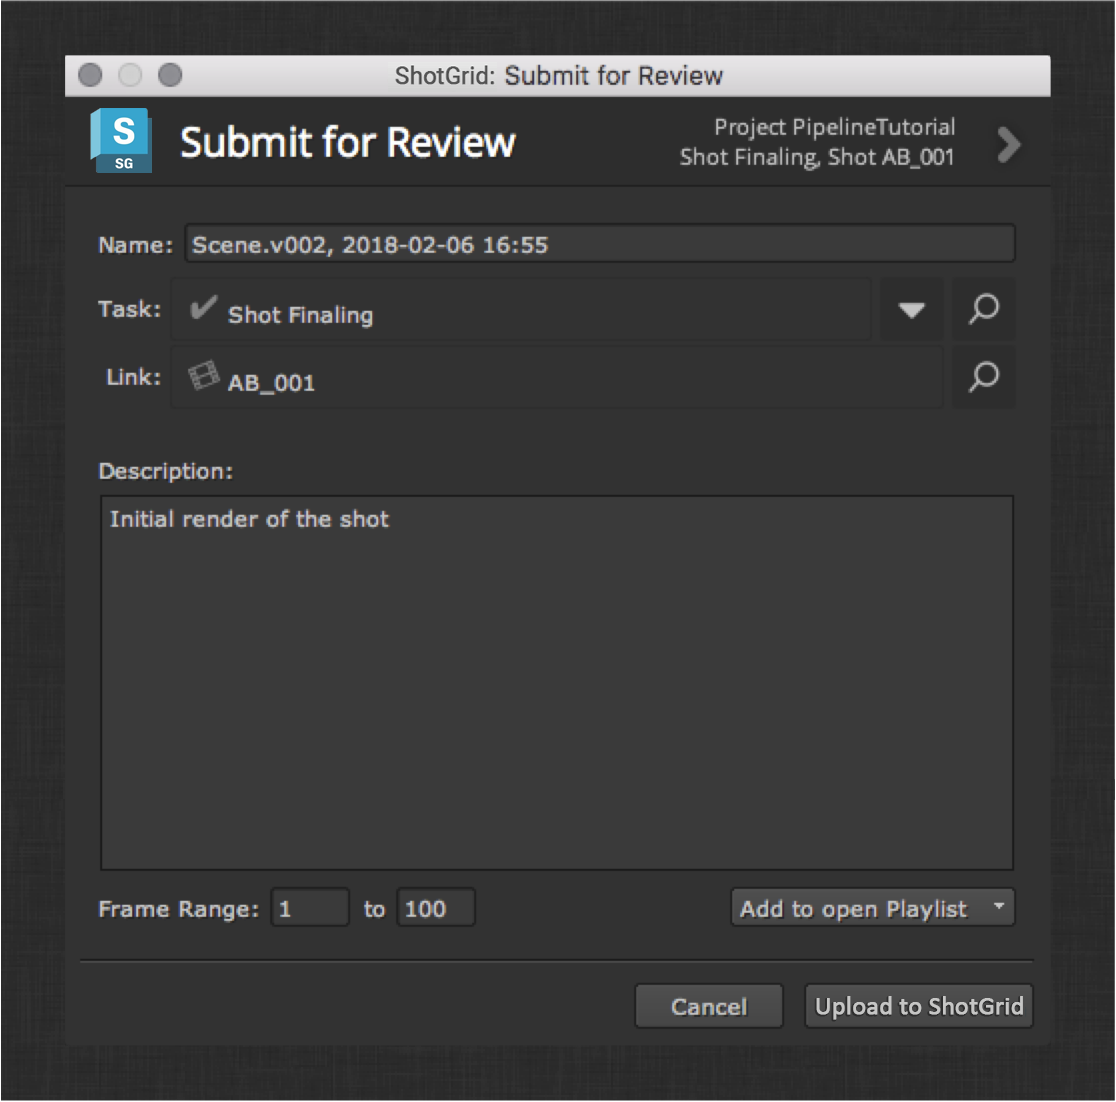 ShotGrid: Submit for Review
S
SG
Submit for Review
Project PipelineTutorial
Shot Finaling, Shot AB_001
Name: Scene.v002, 2018-02-06 16:55
Task: Shot Finaling
Link: AB_001
Description:
Initial render of the shot
Frame Range: 1 to 100 Add to open Playlist
Cancel Upload to ShotGrid